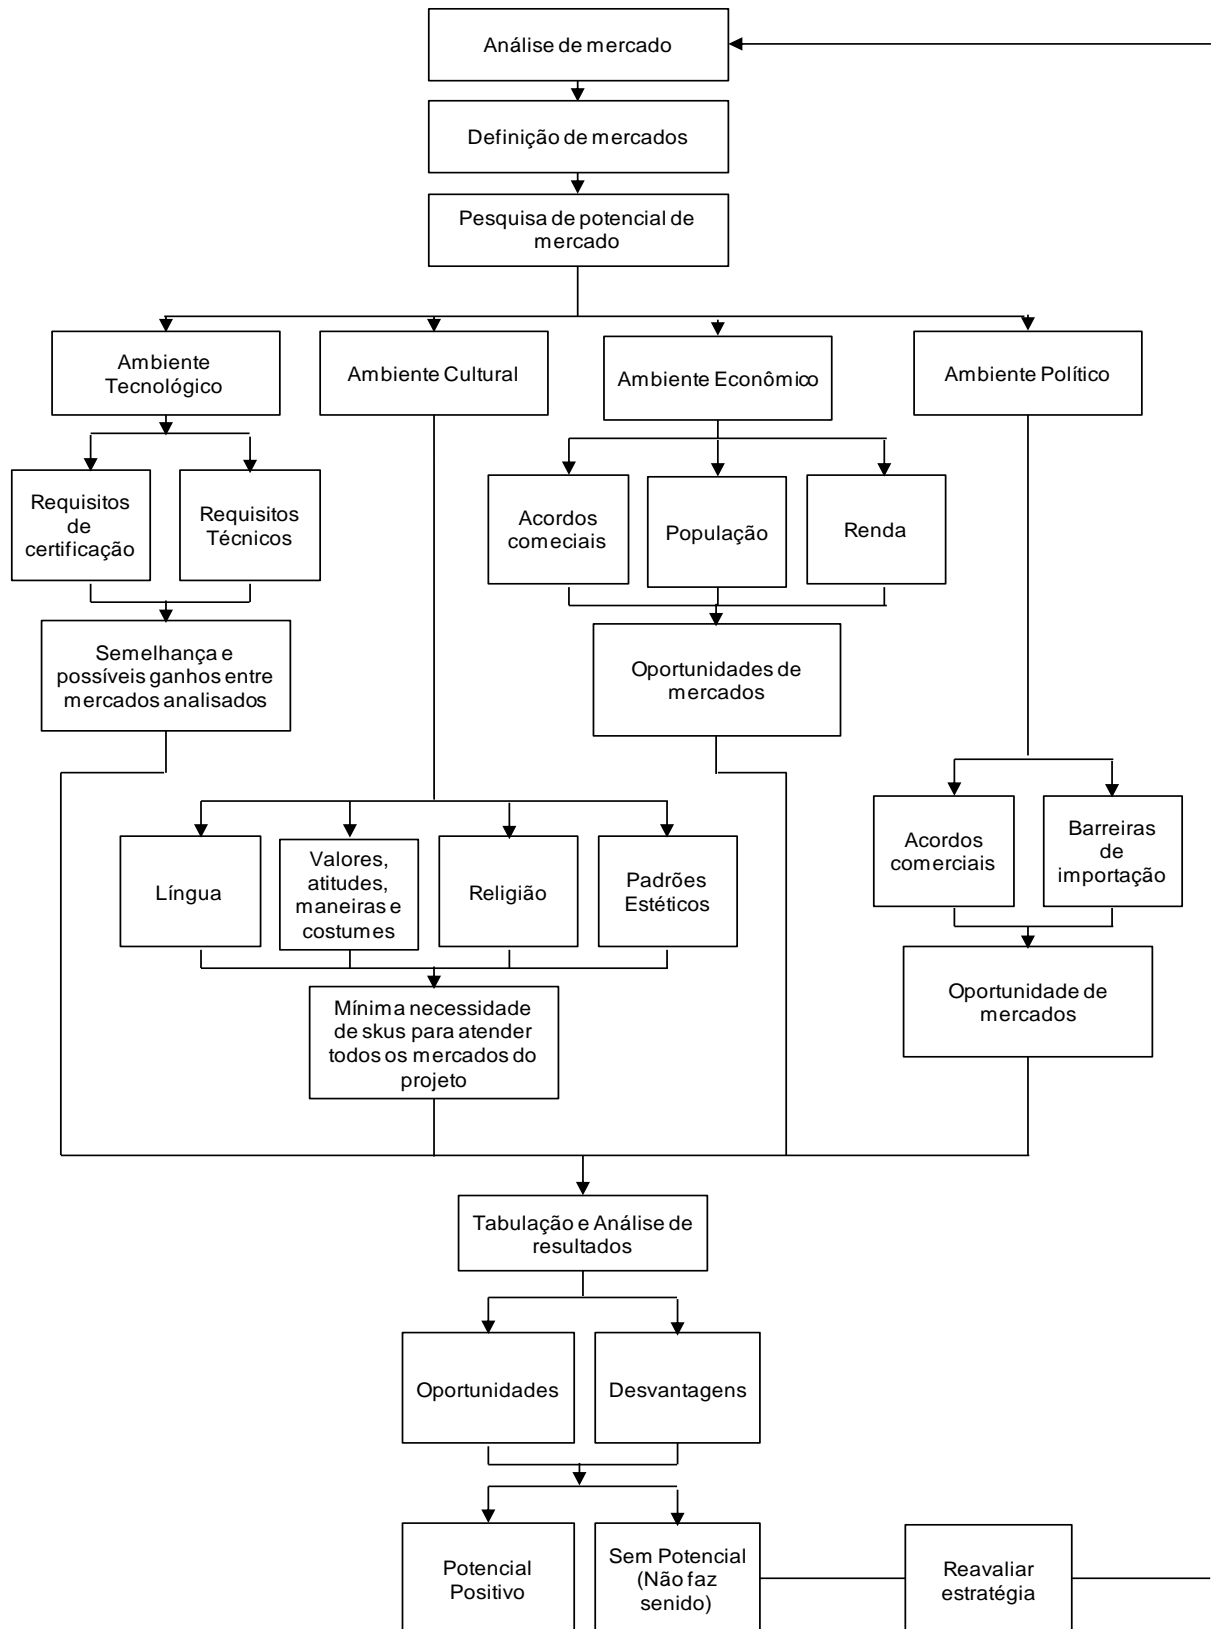 Análise de mercado
Definição de mercados
Pesquisa de potencial de
mercado
Ambiente
Tecnológico
Ambiente Cultural
Ambiente Econômico
Ambiente Político
Requisitos
de
certificação
Requisitos
Técnicos
Acordos
comeciais
População
Renda
Semelhança e
possíveis ganhos entre
mercados analisados
Oportunidades de
mercados
Língua
Valores,
atitudes,
maneiras e
costumes
Religião
Padrões
Estéticos
Acordos
comerciais
Barreiras
de
importação
Mínima necessidade
de skus para atender
todos os mercados do
projeto
Oportunidade de
mercados
Tabulação e Análise de
resultados
Oportunidades
Desvantagens
Potencial
Positivo
Sem Potencial
(Não faz
senido)
Reavaliar
estratégia